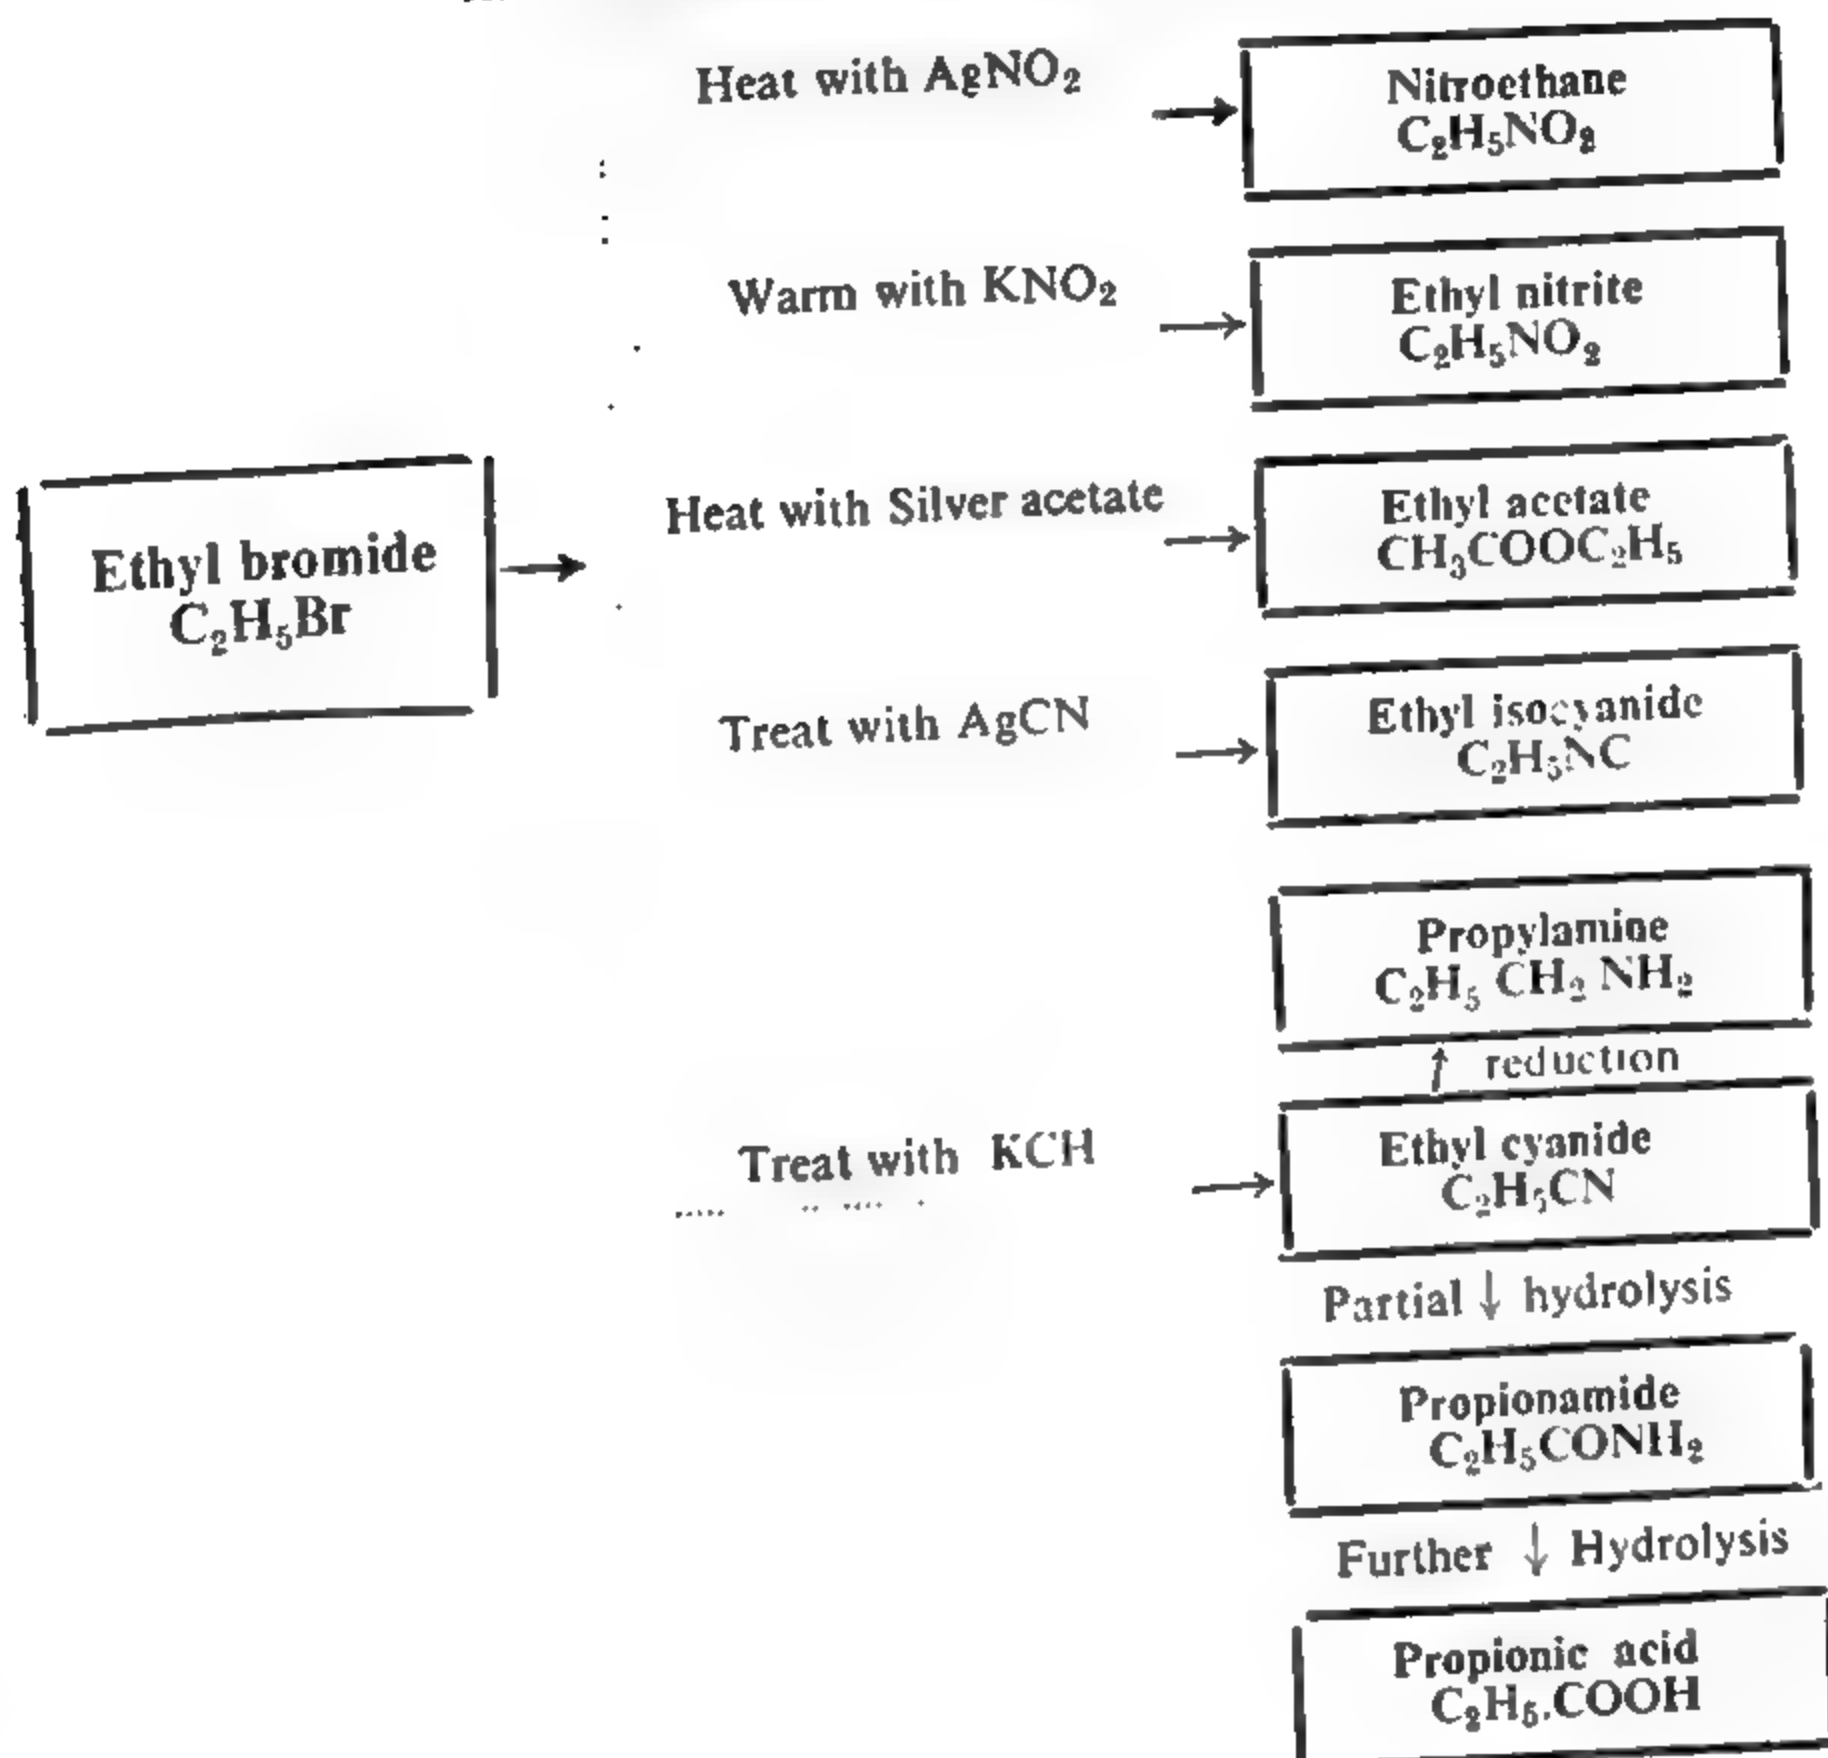 Heat with AgNO₂
Nitroethane
C₂H₅NO₂
Warm with KNO₂
Ethyl nitrite
C₂H₅NO₂
Ethyl bromide
C₂H₅Br
Heat with Silver acetate
Ethyl acetate
CH₃COOC₂H₅
Treat with AgCN
Ethyl isocyanide
C₂H₅NC
Propylamine
C₂H₅ CH₂ NH₂
↑ reduction
Treat with KCH
Ethyl cyanide
C₂H₅CN
Partial ↓ hydrolysis
Propionamide
C₂H₅CONH₂
Further ↓ Hydrolysis
Propionic acid
C₂H₅.COOH